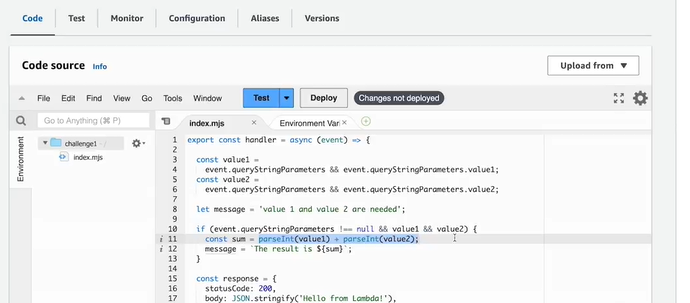 Code Test Monitor Configuration Aliases Versions
Code source Info Upload from
File Edit Find View Go Tools Window Test Deploy Changes not deployed
Go to Anything (⌘ P) index.mjs Environment Vari
Environment
challenge1 - /
index.mjs
1 export const handler = async (event) => {
2
3 const value1 =
4 event.queryStringParameters && event.queryStringParameters.value1;
5 const value2 =
6 event.queryStringParameters && event.queryStringParameters.value2;
7
8 let message = 'value 1 and value 2 are needed';
9
10 if (event.queryStringParameters !== null && value1 && value2) {
11 const sum = parseInt(value1) + parseInt(value2);
12 message = `The result is ${sum}`;
13 }
14
15 const response = {
16 statusCode: 200,
17 body: JSON.stringify('Hello from Lambda!'),